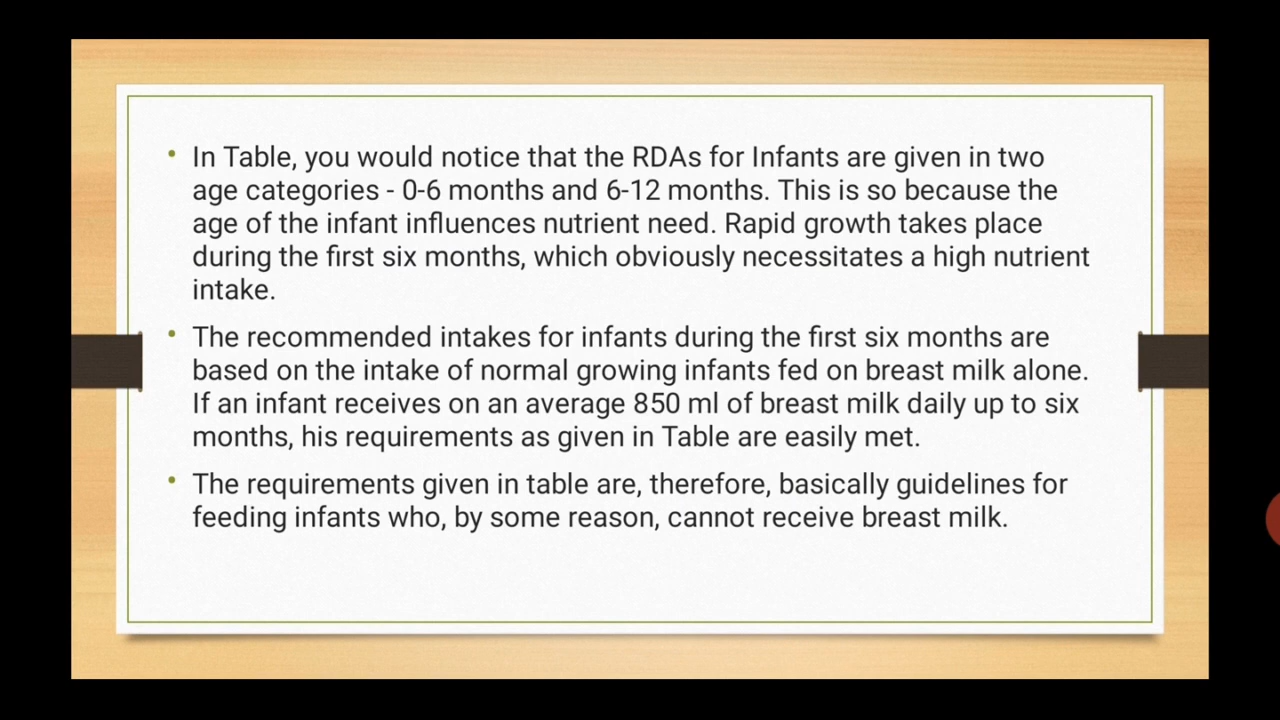 • In Table, you would notice that the RDAs for Infants are given in two
age categories - 0-6 months and 6-12 months. This is so because the
age of the infant influences nutrient need. Rapid growth takes place
during the first six months, which obviously necessitates a high nutrient
intake.
• The recommended intakes for infants during the first six months are
based on the intake of normal growing infants fed on breast milk alone.
If an infant receives on an average 850 ml of breast milk daily up to six
months, his requirements as given in Table are easily met.
• The requirements given in table are, therefore, basically guidelines for
feeding infants who, by some reason, cannot receive breast milk.